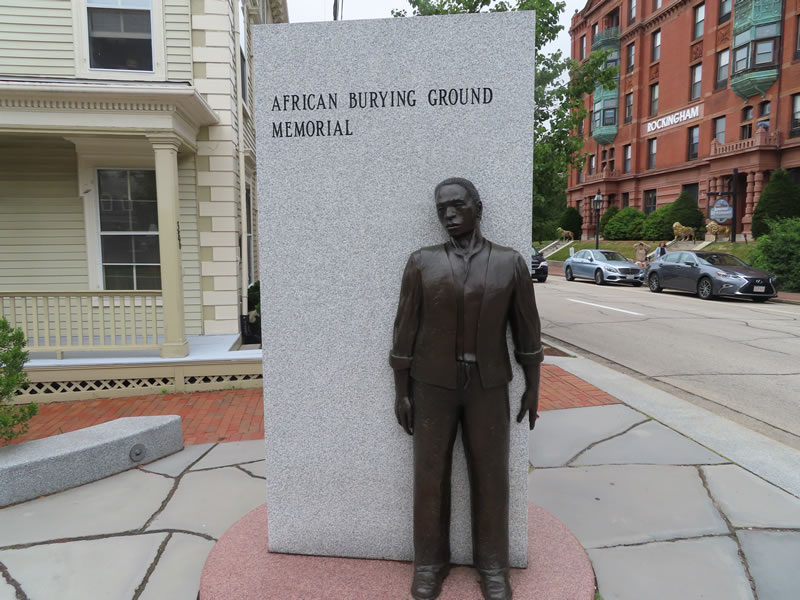 AFRICAN BURYING GROUND
MEMORIAL
ROCKINGHAM